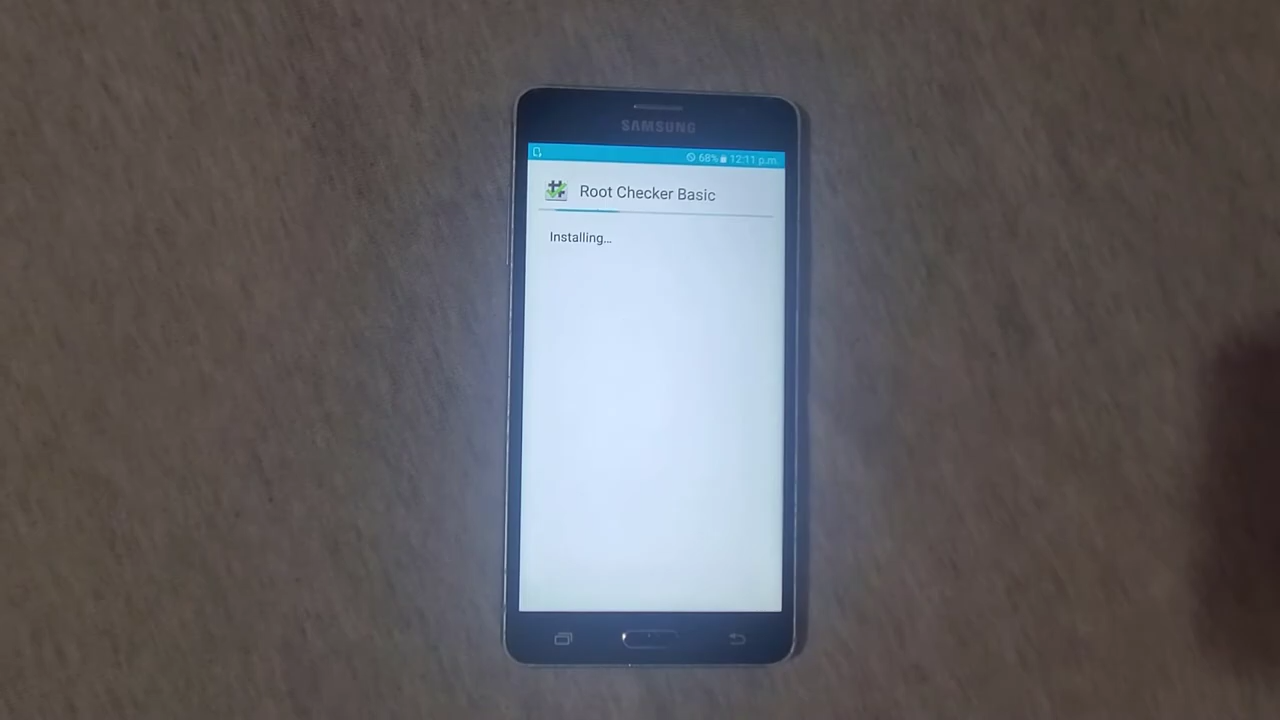 SAMSUNG
68% 12:11 p.m.
Root Checker Basic
Installing...